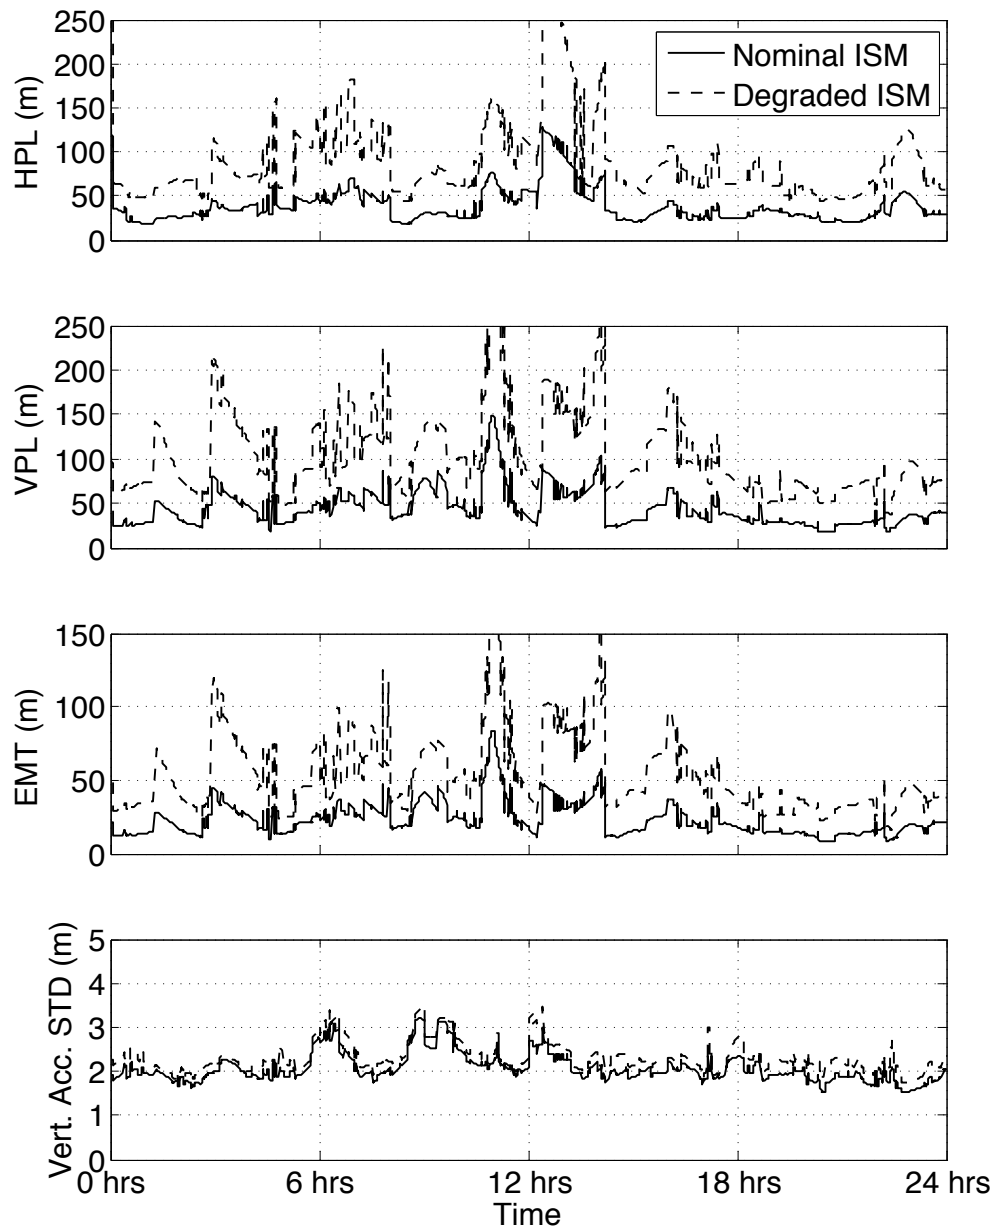 250
200
150
100
50
0
HPL (m)
Nominal ISM
Degraded ISM
250
200
150
100
50
0
VPL (m)
150
100
50
0
EMT (m)
5
4
3
2
1
0
Vert. Acc. STD (m)
0 hrs 6 hrs 12 hrs 18 hrs 24 hrs
Time